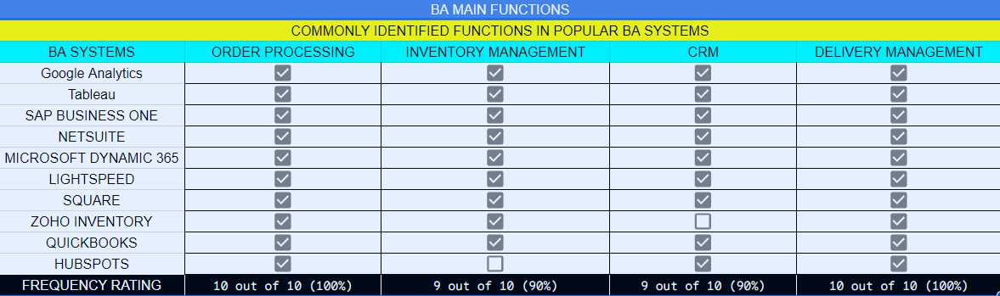 BA MAIN FUNCTIONS
COMMONLY IDENTIFIED FUNCTIONS IN POPULAR BA SYSTEMS
BA SYSTEMS ORDER PROCESSING INVENTORY MANAGEMENT CRM DELIVERY MANAGEMENT
Google Analytics
Tableau
SAP BUSINESS ONE
NETSUITE
MICROSOFT DYNAMIC 365
LIGHTSPEED
SQUARE
ZOHO INVENTORY
QUICKBOOKS
HUBSPOTS
FREQUENCY RATING 10 out of 10 (100%) 9 out of 10 (90%) 9 out of 10 (90%) 10 out of 10 (100%)